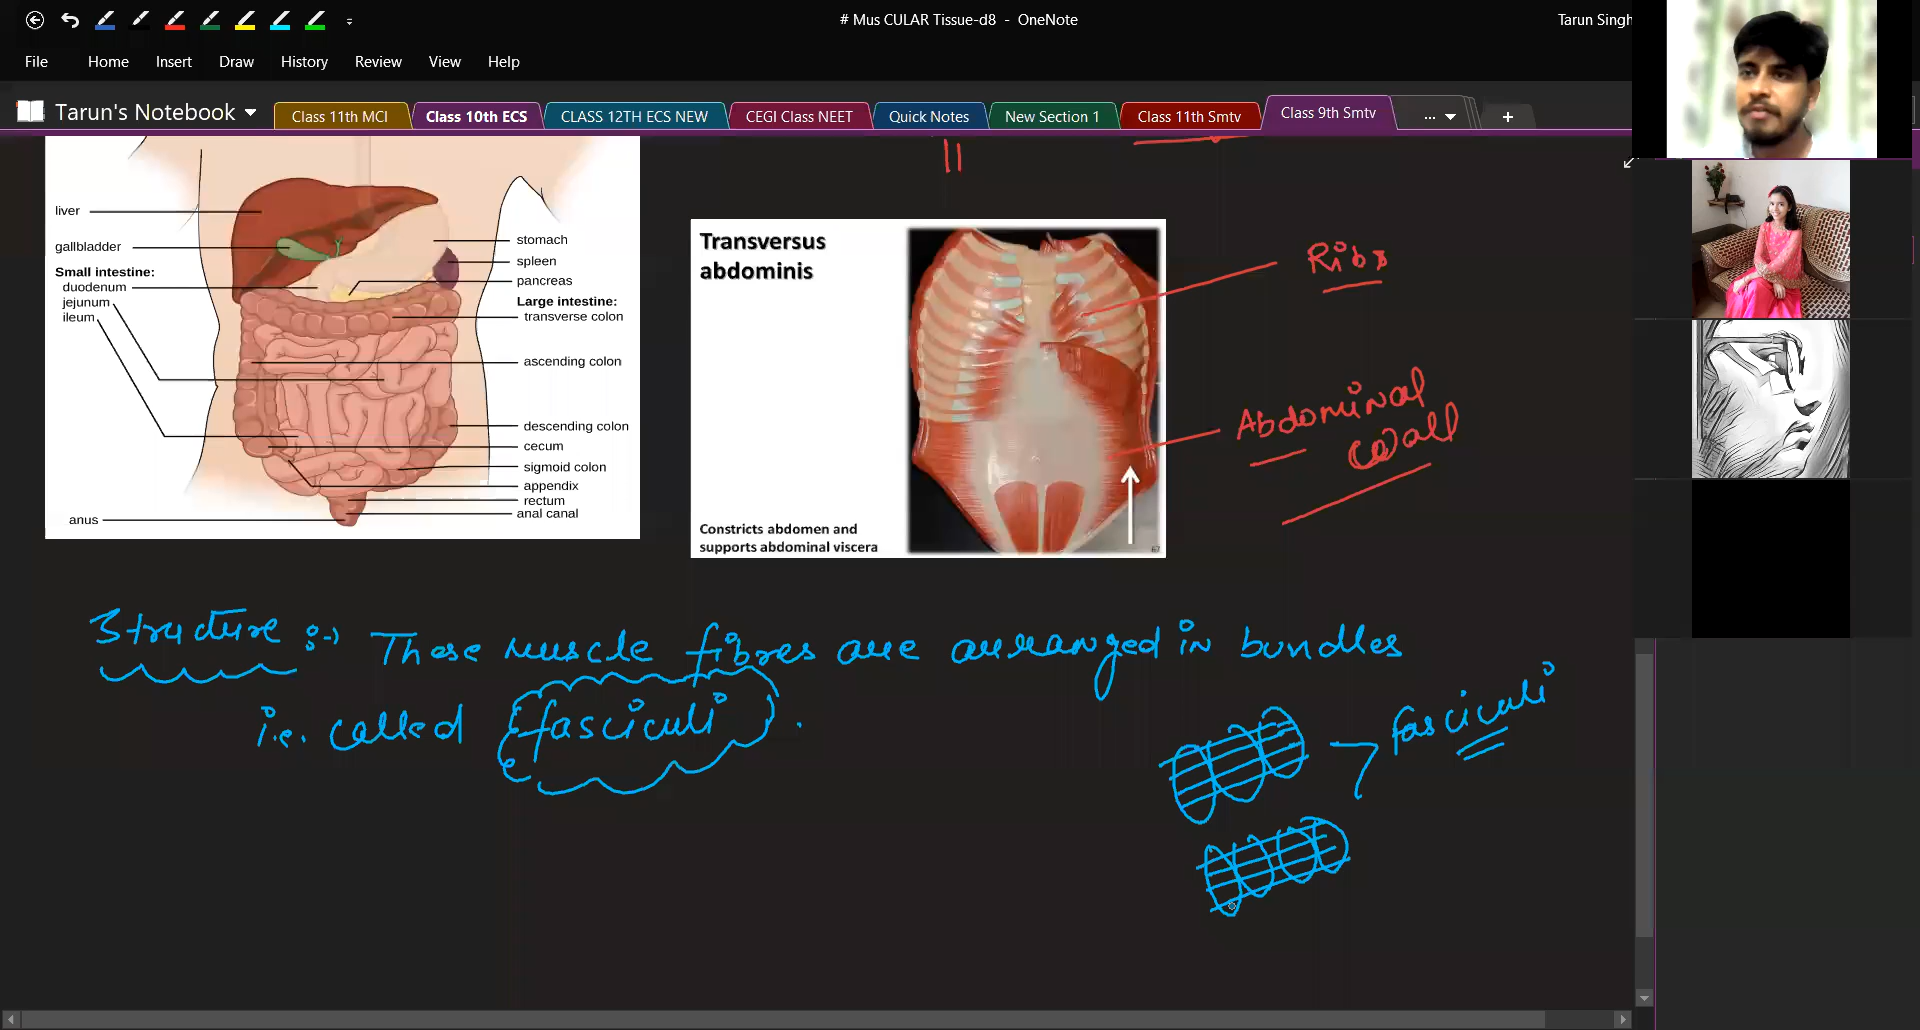 # Mus CULAR Tissue-d8 - OneNote
Tarun Singh
File Home Insert Draw History Review View Help
Tarun's Notebook
Class 11th MCI
Class 10th ECS
CLASS 12TH ECS NEW
CEGI Class NEET
Quick Notes
New Section 1
Class 11th Smtv
Class 9th Smtv
...
+
liver
gallbladder
Small intestine:
duodenum
jejunum
ileum
anus
stomach
spleen
pancreas
Large intestine:
transverse colon
ascending colon
descending colon
cecum
sigmoid colon
appendix
rectum
anal canal
Transversus
abdominis
Constricts abdomen and
supports abdominal viscera
67
Ribs
Abdominal
Wall
Structure :-) These muscle fibres are arranged in bundles
i.e. called fasciculi.
fasciculi